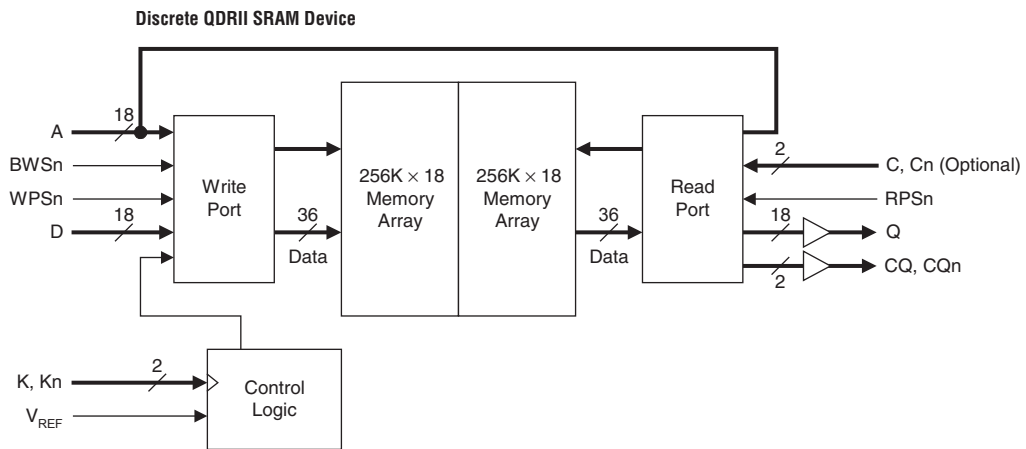 Discrete QDRII SRAM Device
A
18
BWSn
WPSn
D
18
Write
Port
36
Data
256K × 18
Memory
Array
256K × 18
Memory
Array
36
Data
Read
Port
2
C, Cn (Optional)
RPSn
18
Q
2
CQ, CQn
K, Kn
2
VREF
Control
Logic